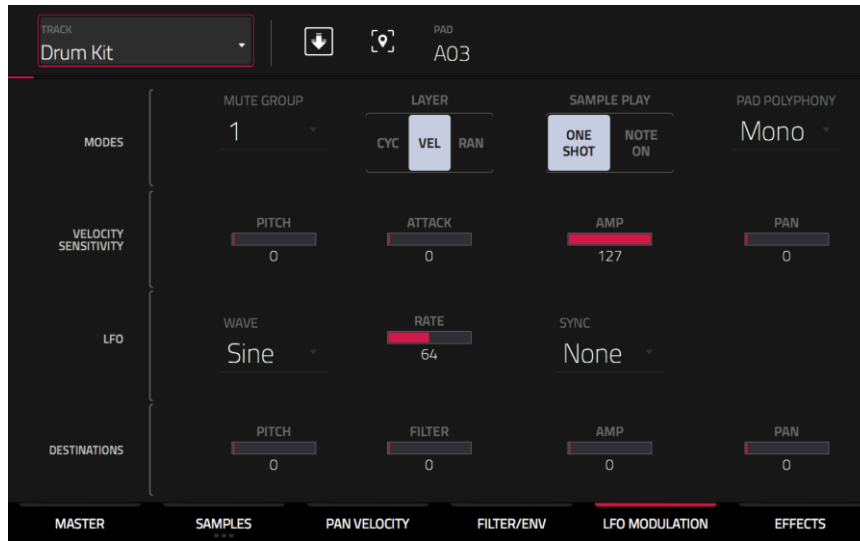 TRACK
Drum Kit
PAD
A03
MODES
MUTE GROUP
1
LAYER
CYC VEL RAN
SAMPLE PLAY
ONE SHOT
NOTE ON
PAD POLYPHONY
Mono
VELOCITY
SENSITIVITY
PITCH
0
ATTACK
0
AMP
127
PAN
0
LFO
WAVE
Sine
RATE
64
SYNC
None
DESTINATIONS
PITCH
0
FILTER
0
AMP
0
PAN
0
MASTER SAMPLES PAN VELOCITY FILTER/ENV LFO MODULATION EFFECTS